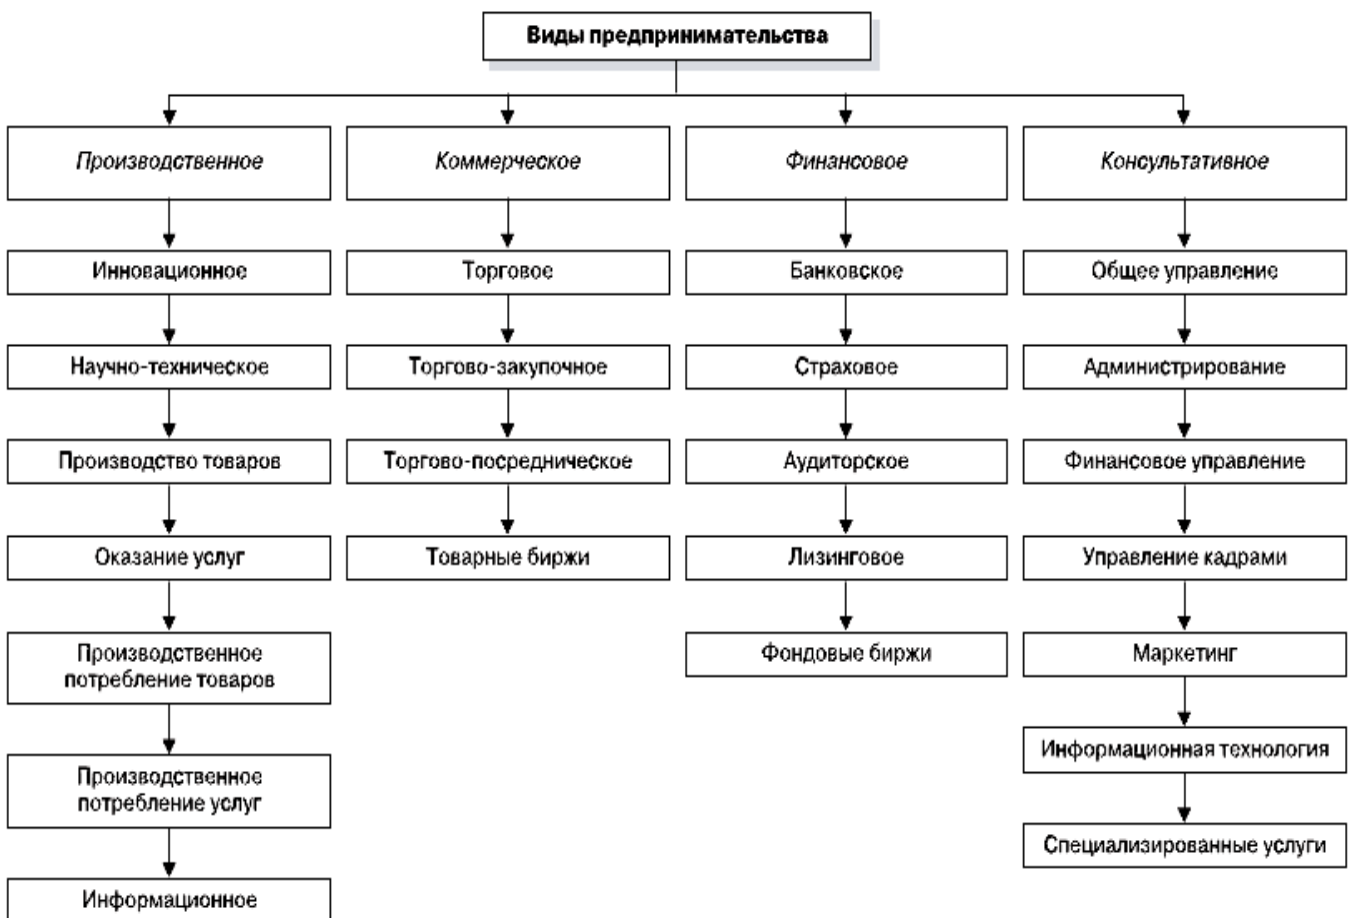 Виды предпринимательства
Производственное
Коммерческое
Финансовое
Консультативное
Инновационное
Торговое
Банковское
Общее управление
Научно-техническое
Торгово-закупочное
Страховое
Администрирование
Производство товаров
Торгово-посредническое
Аудиторское
Финансовое управление
Оказание услуг
Товарные биржи
Лизинговое
Управление кадрами
Производственное
потребление товаров
Фондовые биржи
Маркетинг
Информационная технология
Производственное
потребление услуг
Специализированные услуги
Информационное